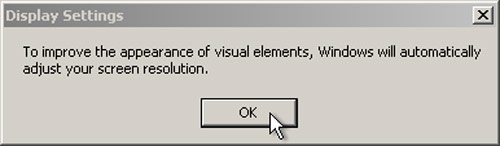 Display Settings
To improve the appearance of visual elements, Windows will automatically
adjust your screen resolution.
OK